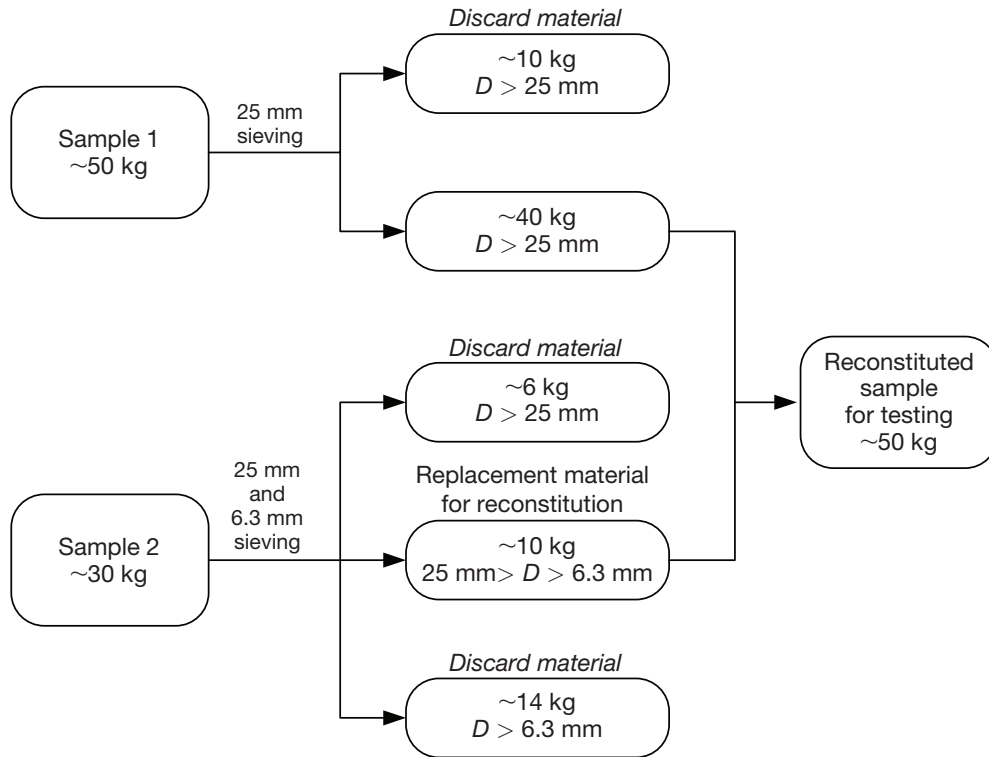 Discard material
~10 kg
D > 25 mm
25 mm
sieving
Sample 1
~50 kg
~40 kg
D > 25 mm
Discard material
~6 kg
D > 25 mm
Reconstituted
sample
for testing
~50 kg
25 mm
and
6.3 mm
sieving
Replacement material
for reconstitution
Sample 2
~30 kg
~10 kg
25 mm> D > 6.3 mm
Discard material
~14 kg
D > 6.3 mm